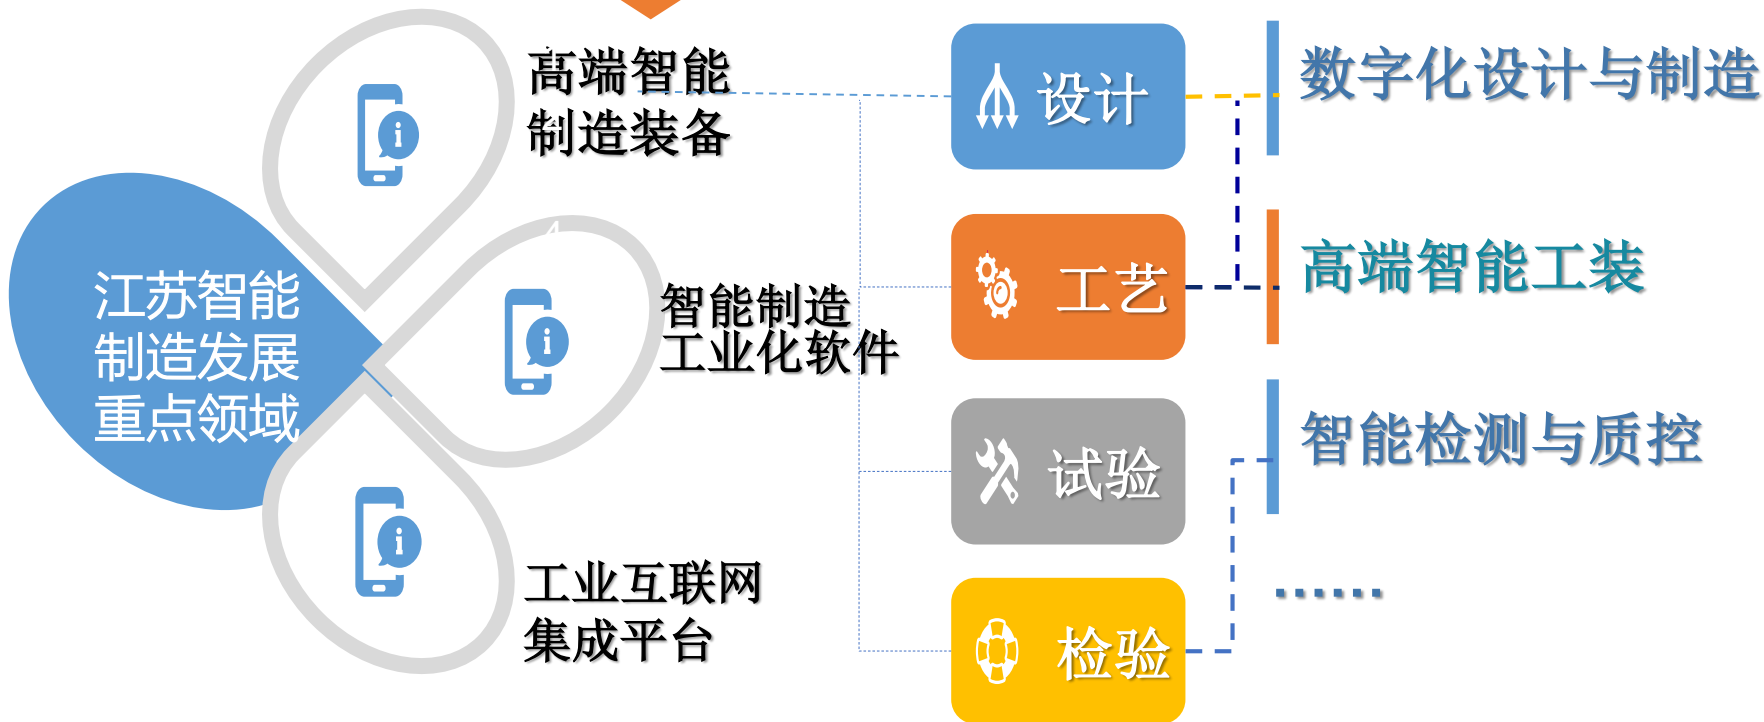 江苏智能
制造发展
重点领域
高端智能
制造装备
4
智能制造
工业化软件
工业互联网
集成平台
设计
工艺
试验
检验
数字化设计与制造
高端智能工装
智能检测与质控
······